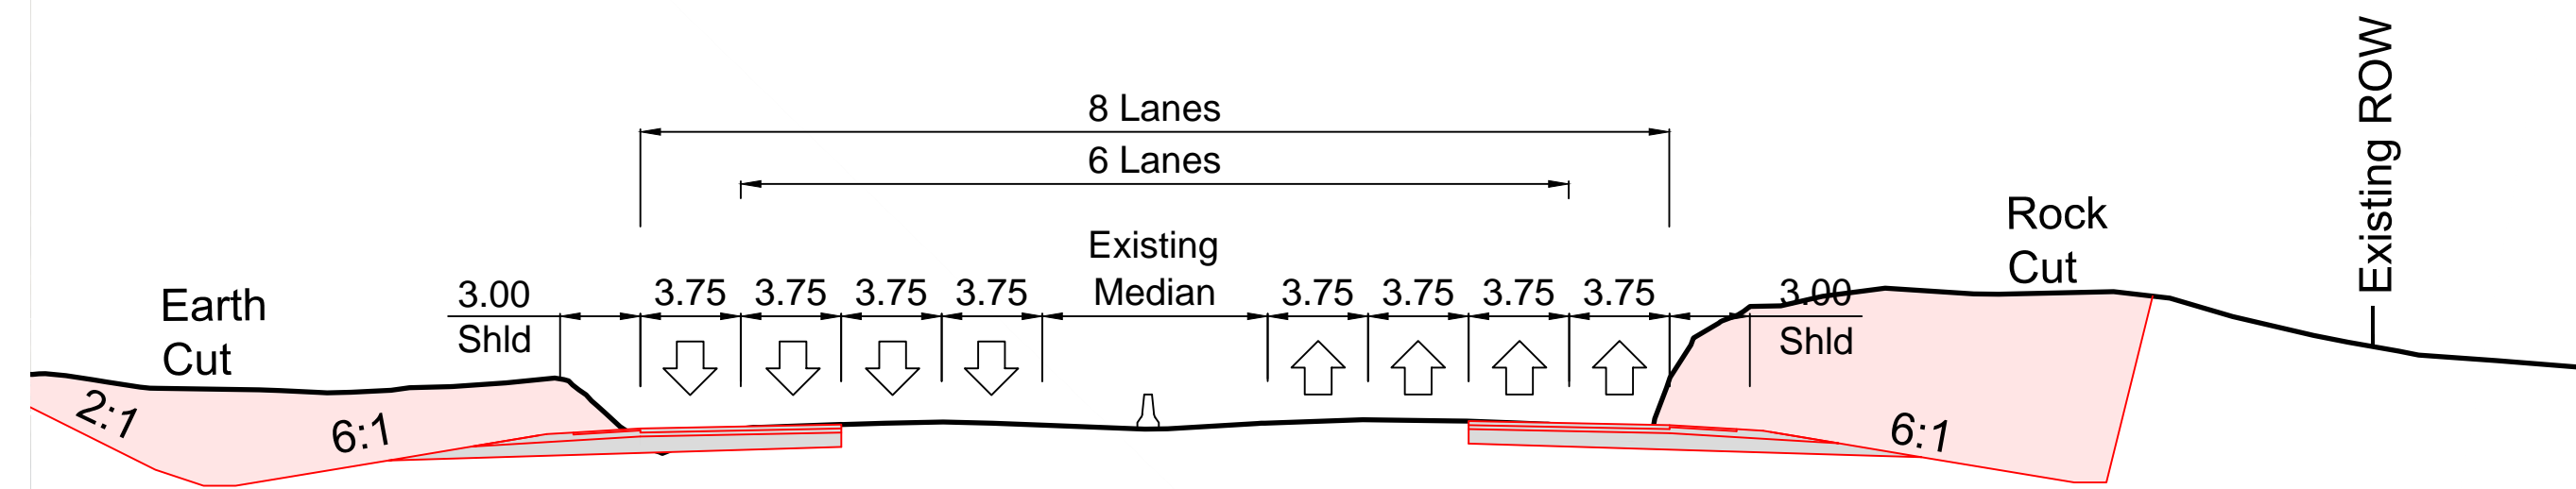 8 Lanes
6 Lanes
Existing ROW
Rock
Cut
Existing
Median
Earth
Cut
3.00
Shld
3.75 3.75 3.75 3.75
3.75 3.75 3.75 3.75
3.00
Shld
2:1
6:1
6:1